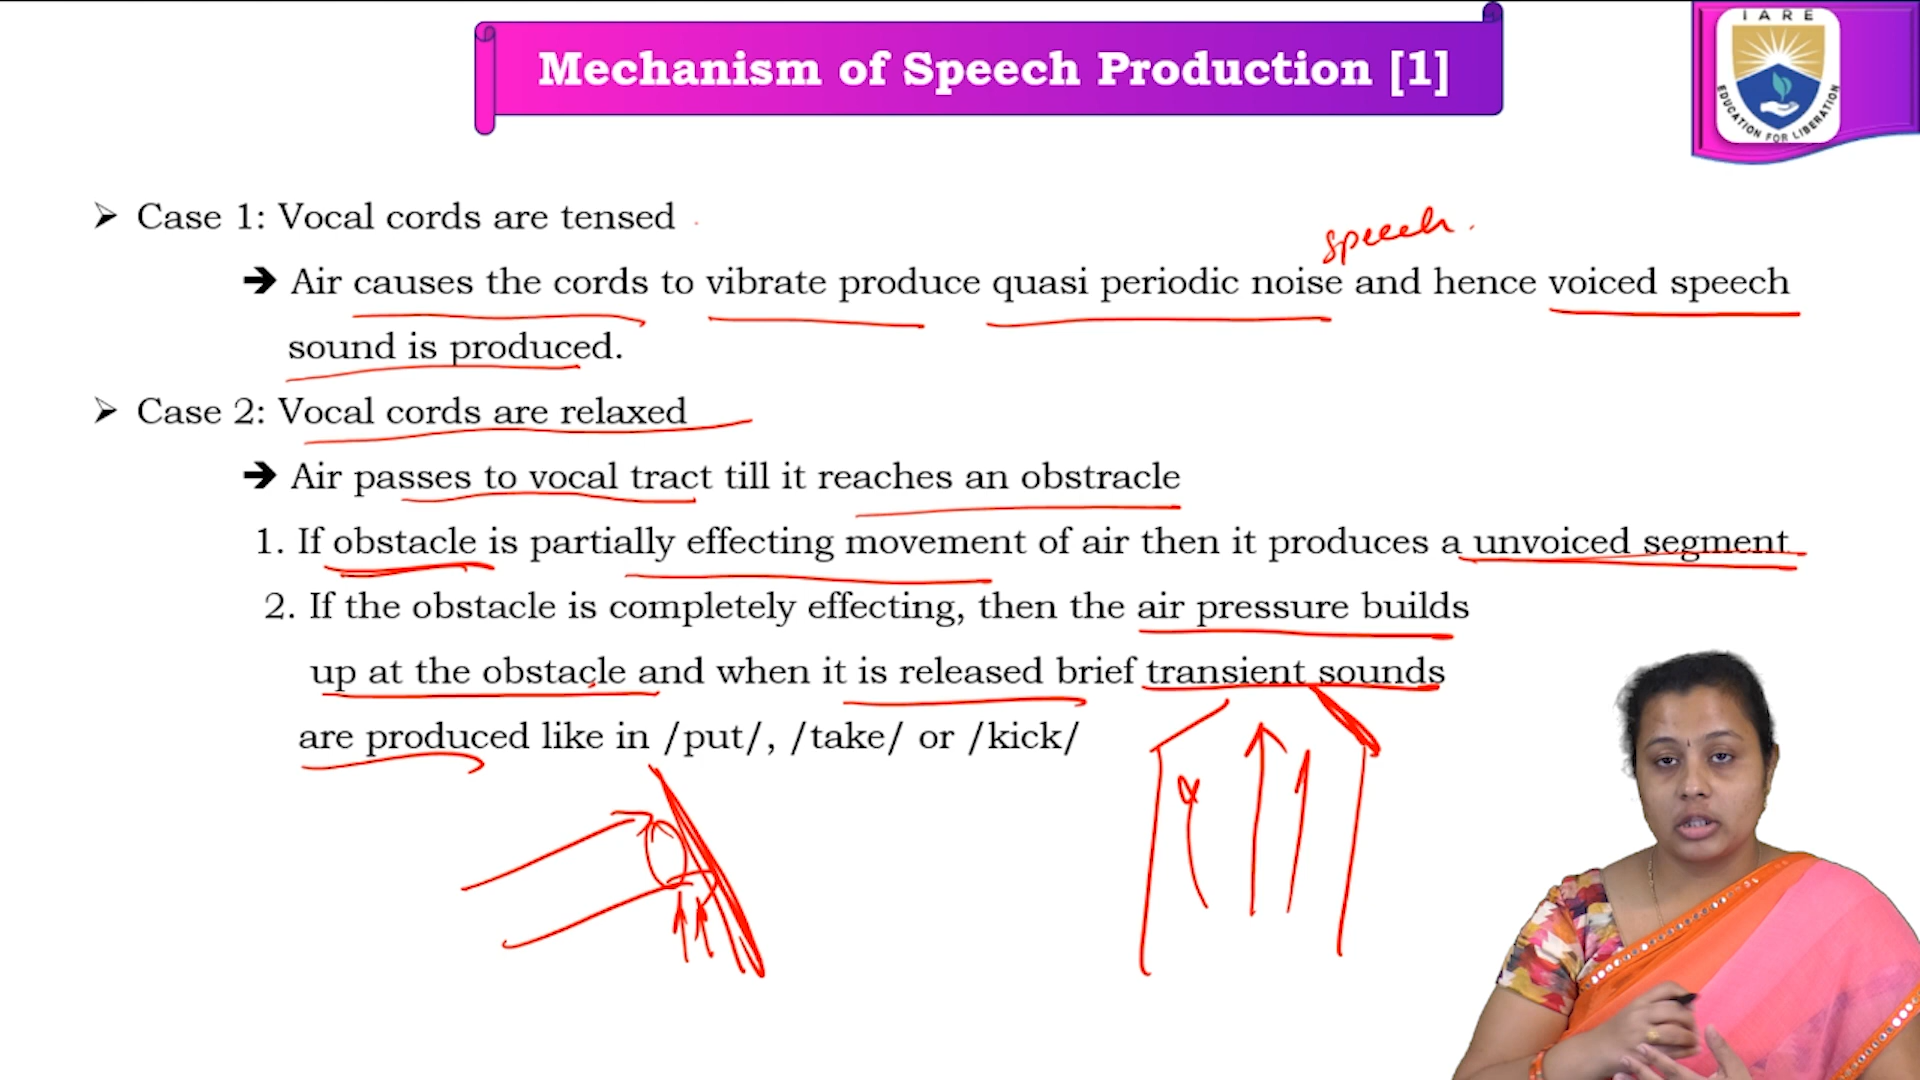 Mechanism of Speech Production [1]
IARE
EDUCATION FOR LIBERATION
➢ Case 1: Vocal cords are tensed
speech.
➔ Air causes the cords to vibrate produce quasi periodic noise and hence voiced speech
sound is produced.
➢ Case 2: Vocal cords are relaxed
➔ Air passes to vocal tract till it reaches an obstracle
1. If obstacle is partially effecting movement of air then it produces a unvoiced segment
2. If the obstacle is completely effecting, then the air pressure builds
up at the obstacle and when it is released brief transient sounds
are produced like in /put/, /take/ or /kick/